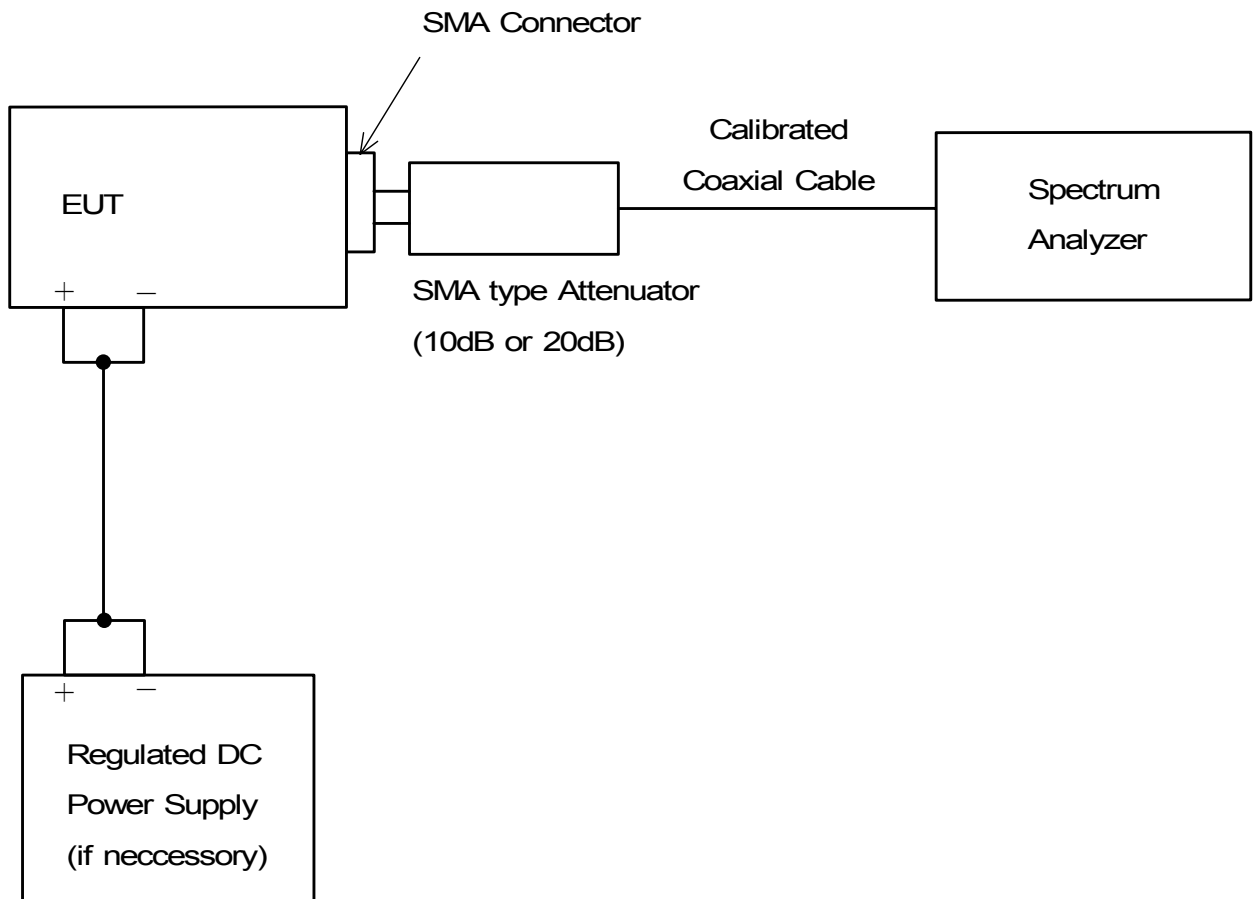 SMA Connector
Calibrated
Coaxial Cable
EUT
Spectrum
Analyzer
+ −
SMA type Attenuator
(10dB or 20dB)
+ −
Regulated DC
Power Supply
(if neccessory)